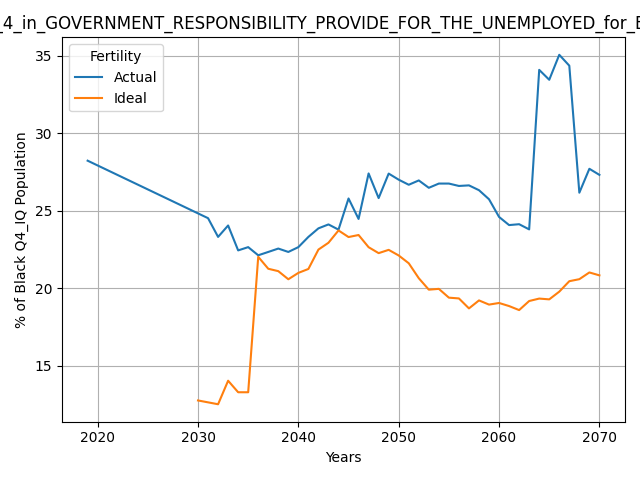 _4_in_GOVERNMENT_RESPONSIBILITY_PROVIDE_FOR_THE_UNEMPLOYED_for_
Fertility
Actual
Ideal
% of Black Q4_IQ Population
35
30
25
20
15
2020 2030 2040 2050 2060 2070
Years